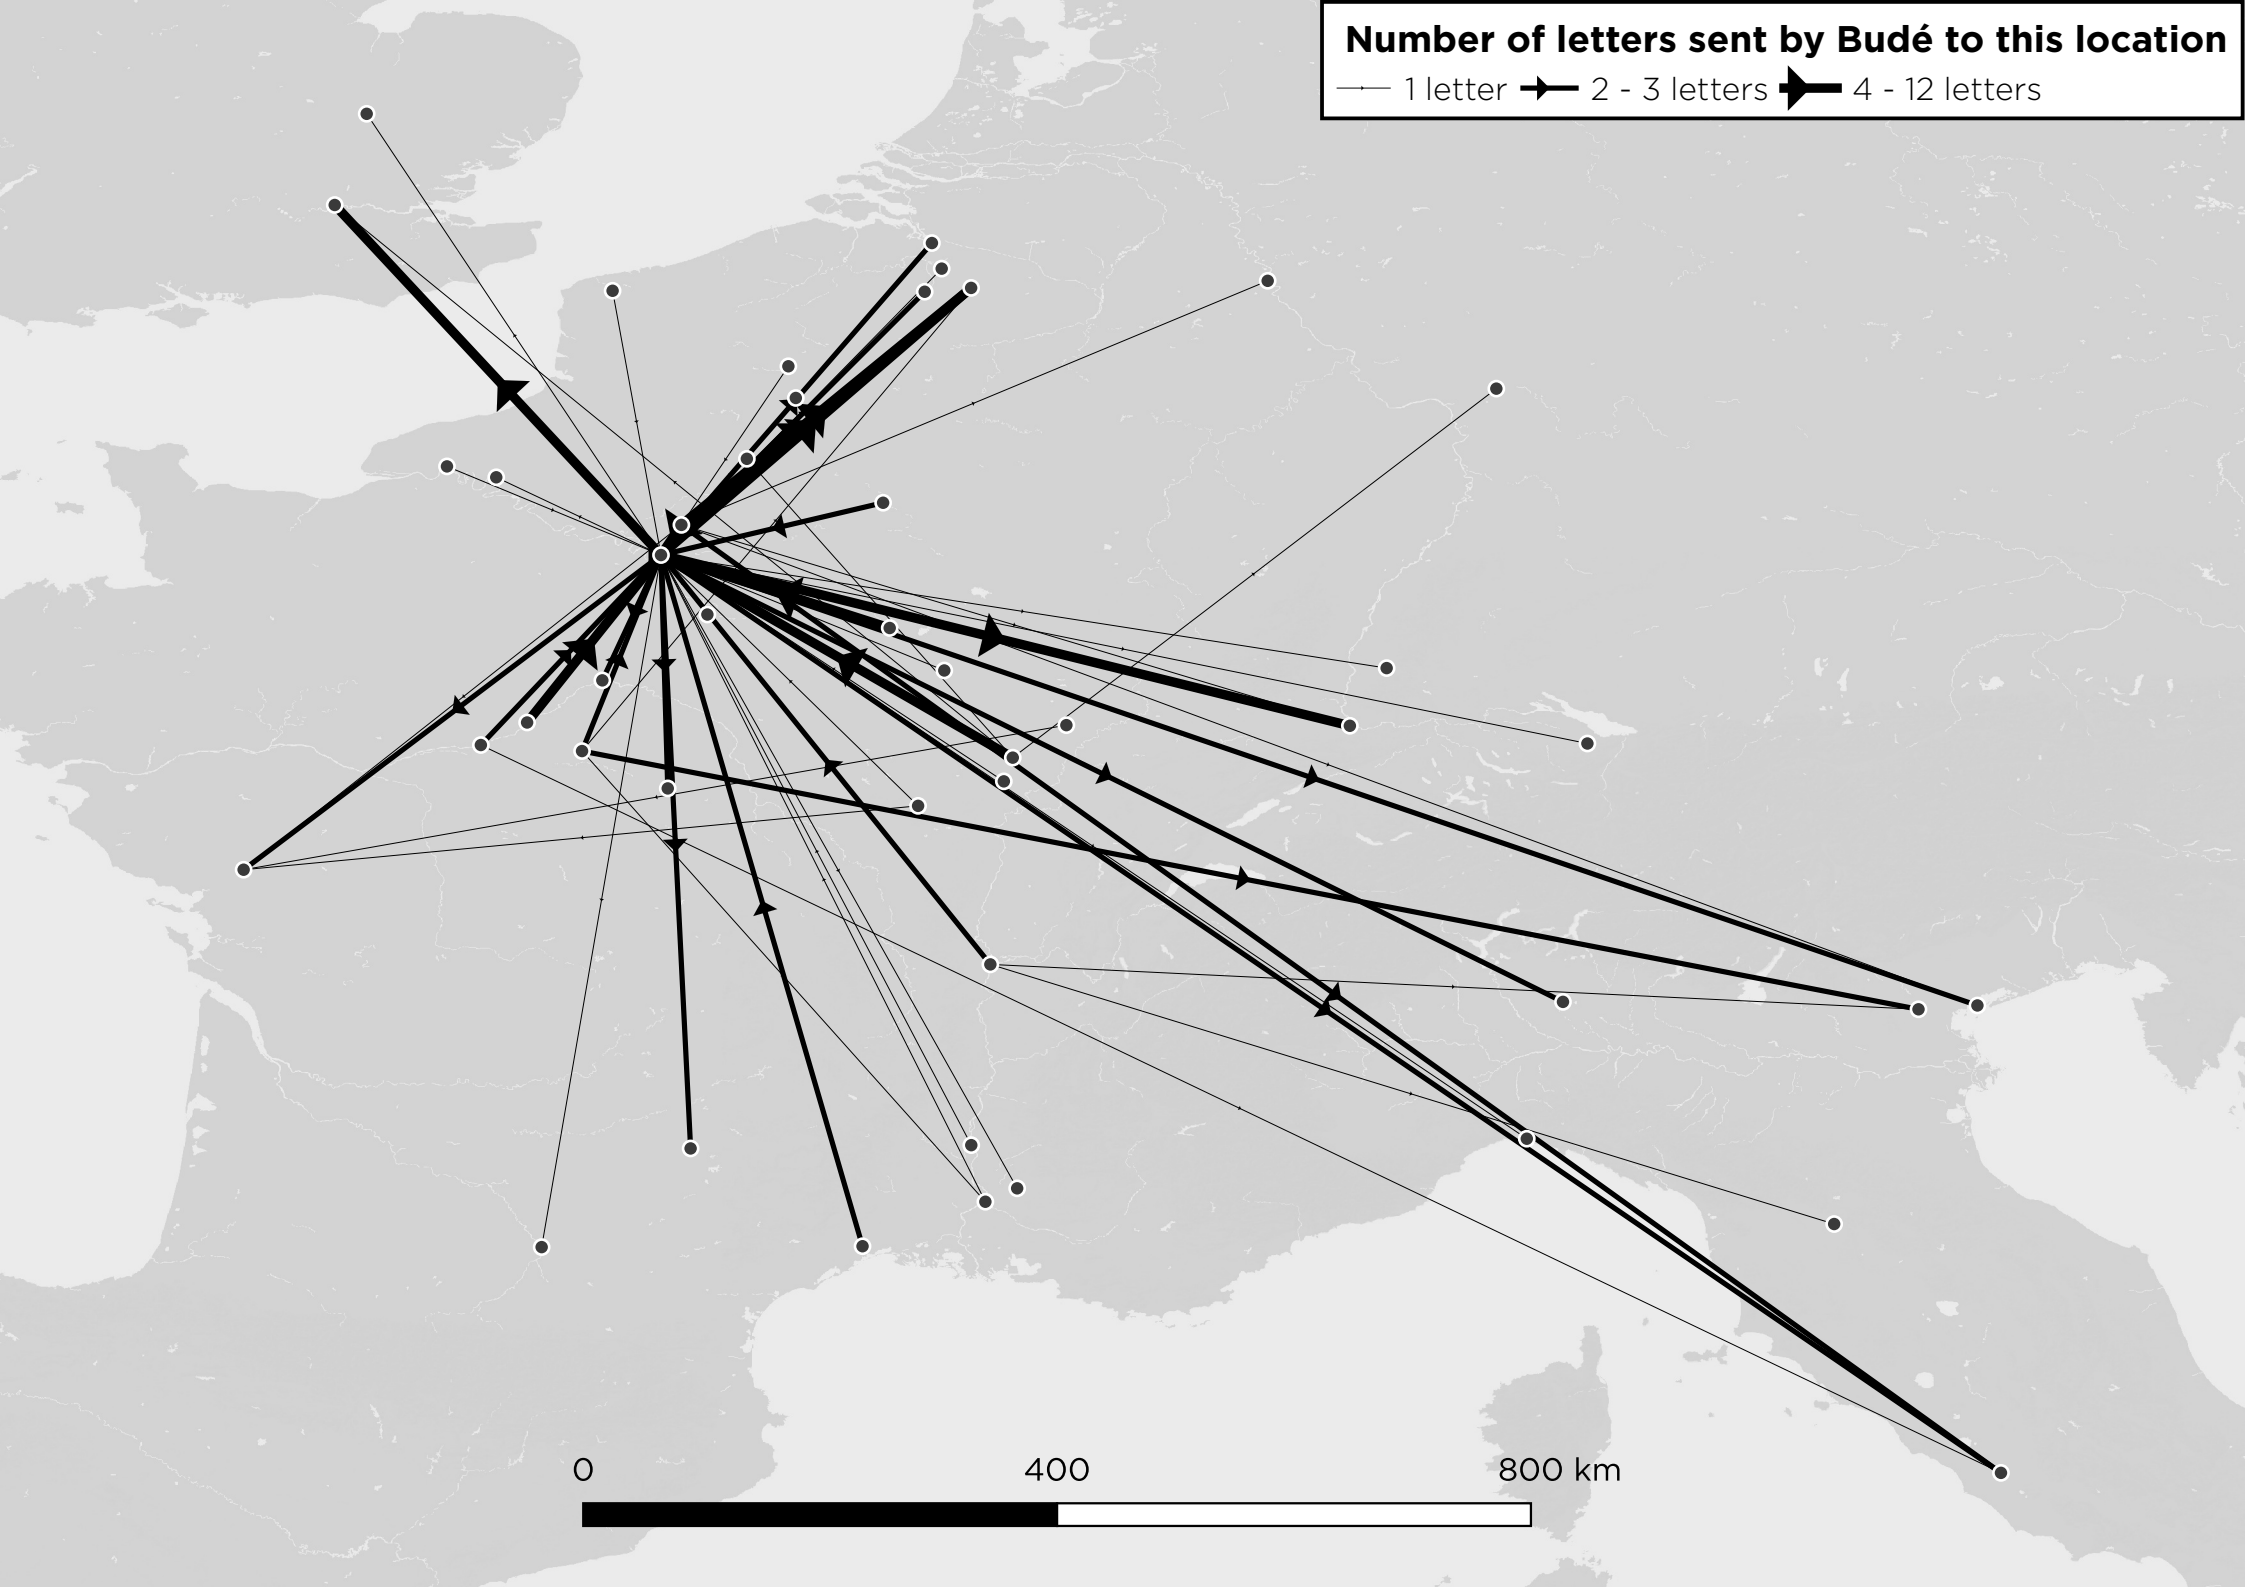 Number of letters sent by Budé to this location
1 letter 2 - 3 letters 4 - 12 letters
0 400 800 km